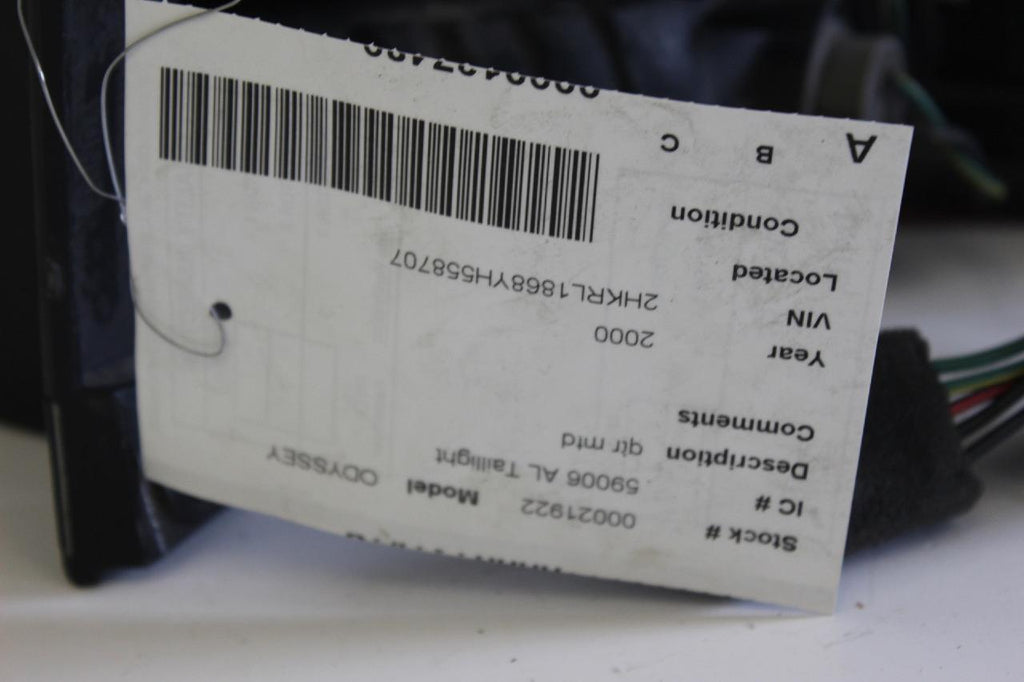 Stock # 00021922 Model ODYSSEY
IC # 59006 AL Taillight
Description qtr mtd
Comments
Year 2000
VIN 2HKRL1868YH558707
Located
Condition
A B C